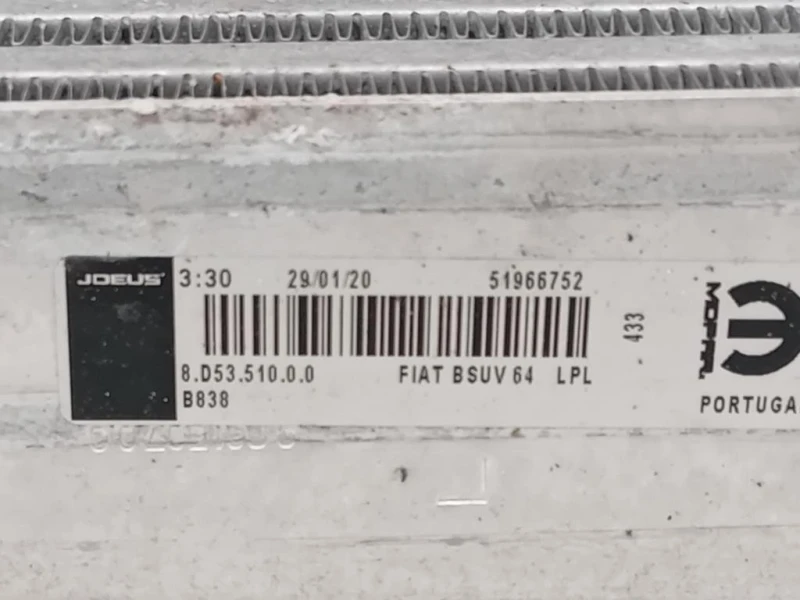 JDEUS 3:30 29/01/20 51966752
8.D53.510.0.0 FIAT BSUV 64 LPL
B838
433
MOPAR
PORTUGA